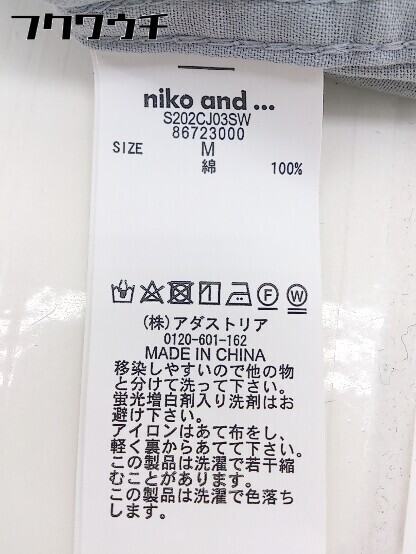 フクワウチ
niko and ...
S202CJ03SW
86723000
SIZE M
綿 100%
(株)アダストリア
0120-601-162
MADE IN CHINA
移染しやすいので他の物
と分けて洗って下さい。
蛍光増白剤入り洗剤はお
避け下さい。
アイロンはあて布をし、
軽く裏からあてて下さい。
この製品は洗濯で若干縮
むことがあります。
この製品は洗濯で色落ち
します。